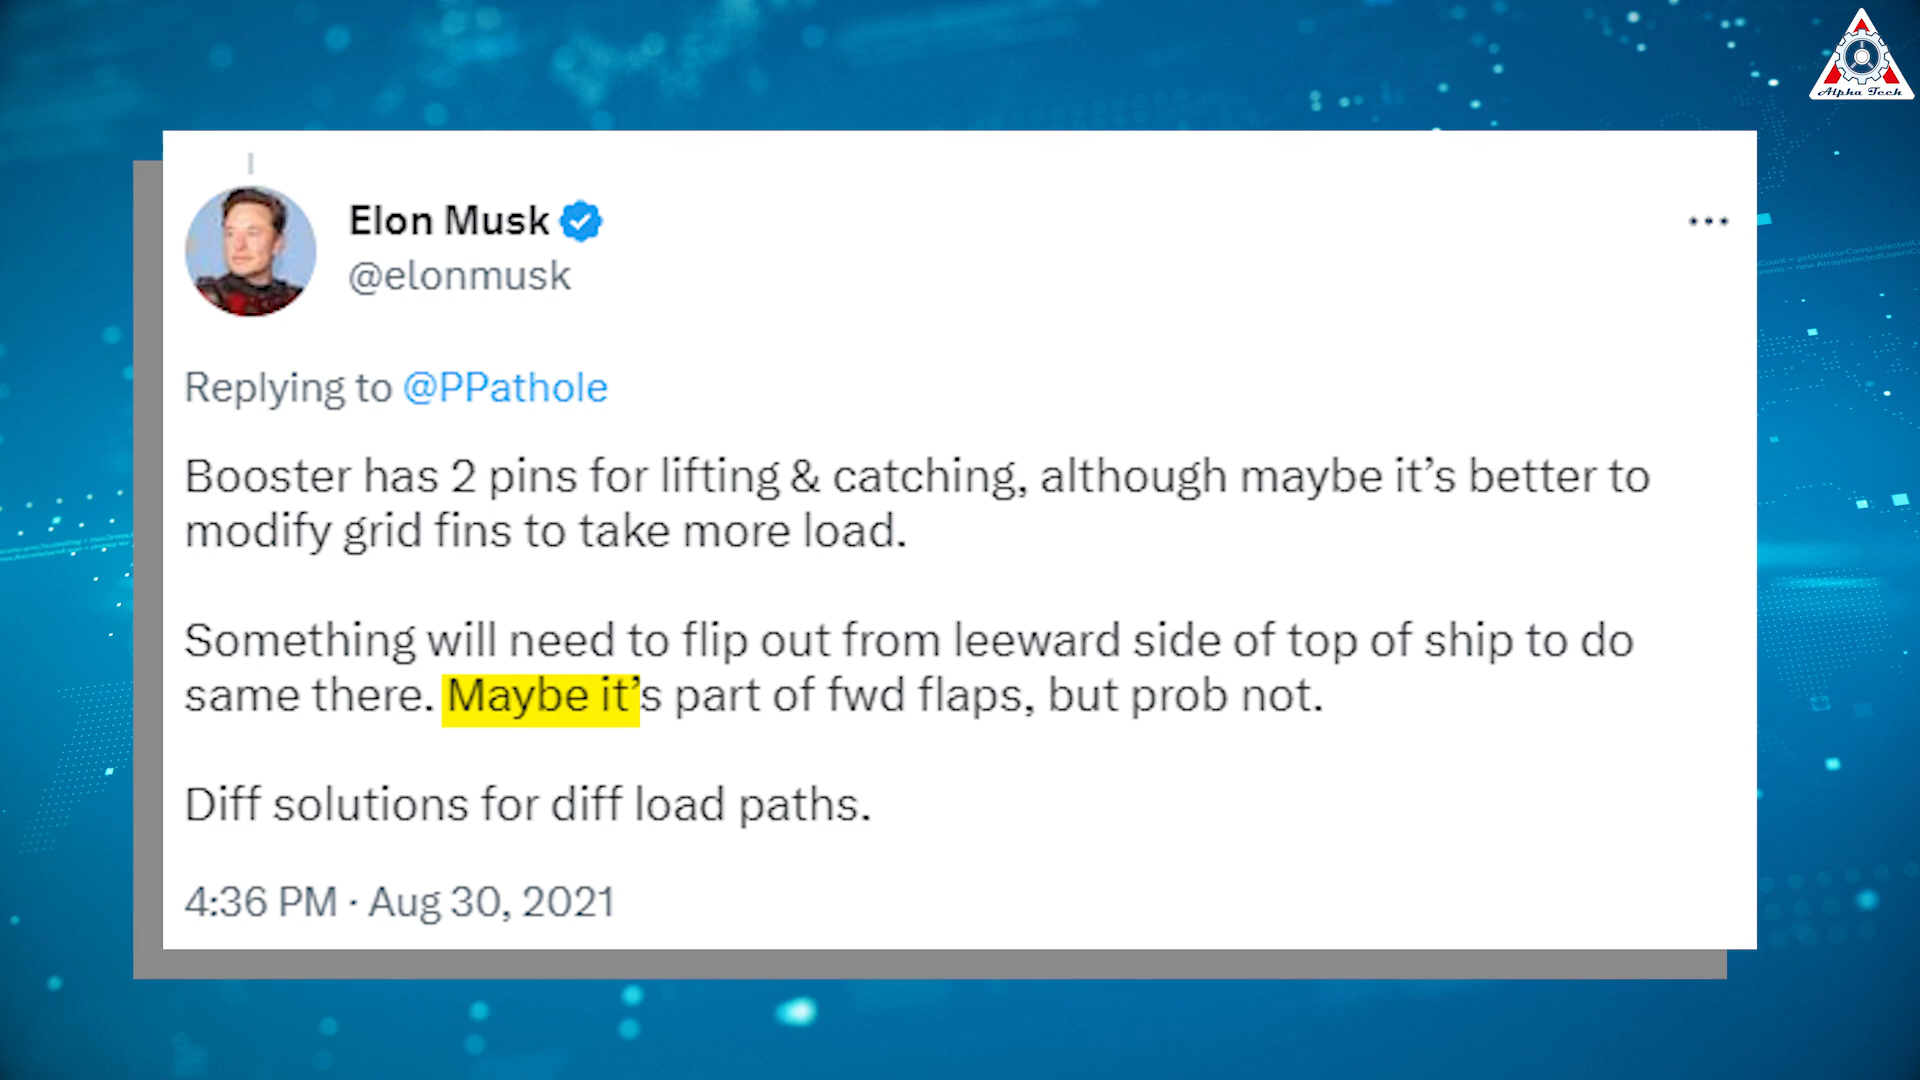 Alpha Tech
Elon Musk
@elonmusk
Replying to @PPathole
Booster has 2 pins for lifting & catching, although maybe it’s better to
modify grid fins to take more load.
Something will need to flip out from leeward side of top of ship to do
same there. Maybe it’s part of fwd flaps, but prob not.
Diff solutions for diff load paths.
4:36 PM · Aug 30, 2021